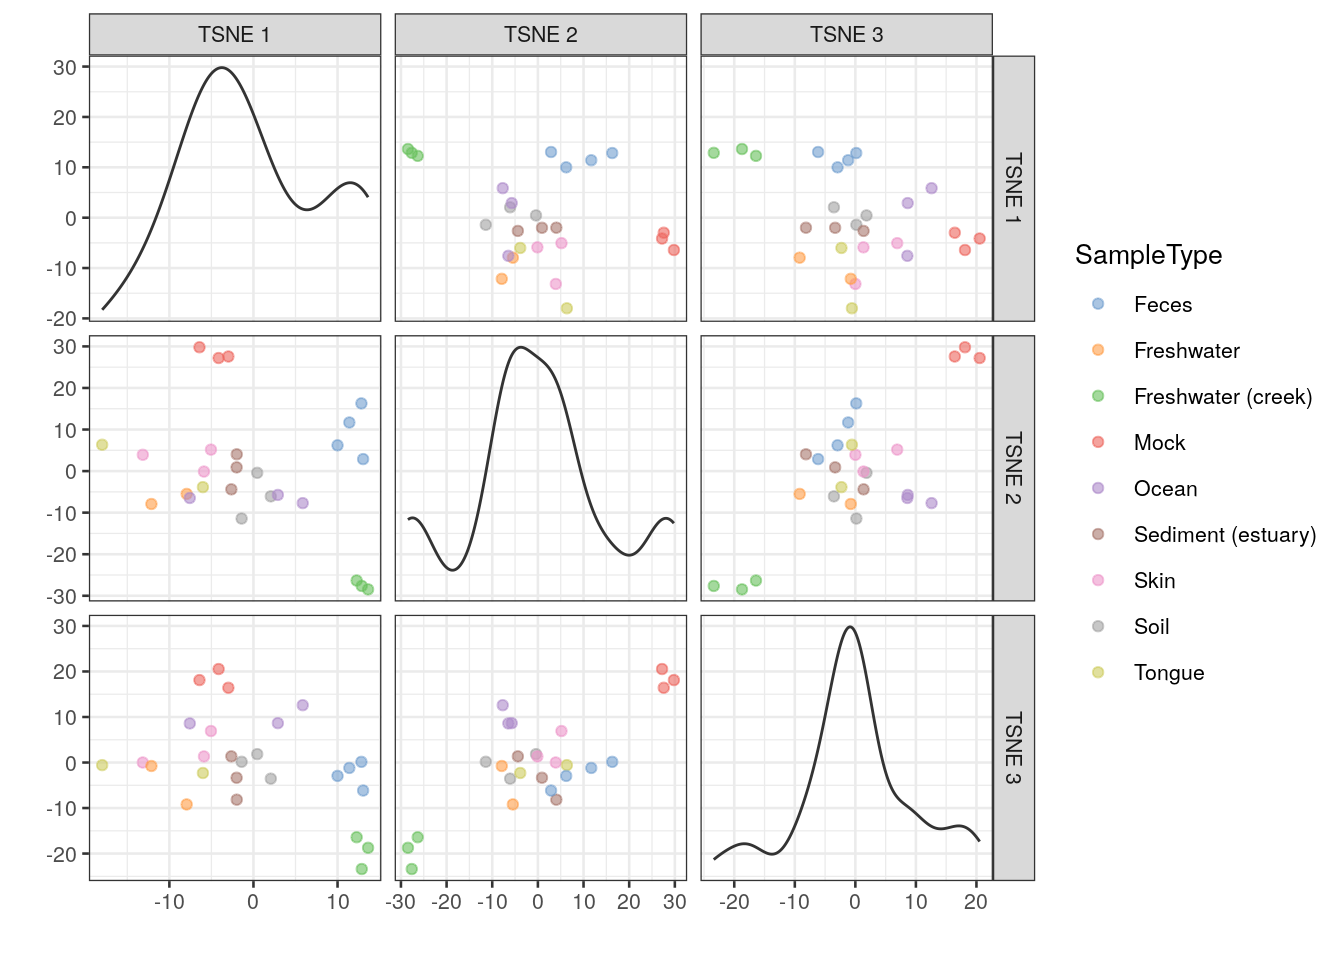 TSNE 1 TSNE 2 TSNE 3
30
20
10
0
-10
-20
TSNE 1
30
20
10
0
-10
-20
-30
TSNE 2
30
20
10
0
-10
-20
TSNE 3
-10 0 10 -30 -20 -10 0 10 20 30 -20 -10 0 10 20
SampleType
Feces
Freshwater
Freshwater (creek)
Mock
Ocean
Sediment (estuary)
Skin
Soil
Tongue